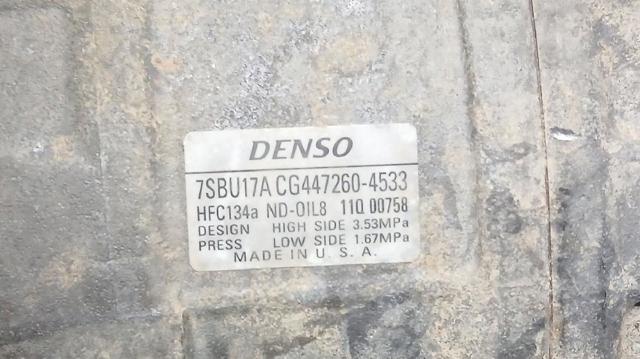 DENSO
7SBU17A CG447260-4533
HFC134a ND-OIL8 11Q 00758
DESIGN HIGH SIDE 3.53MPa
PRESS LOW SIDE 1.67MPa
MADE IN U. S. A.